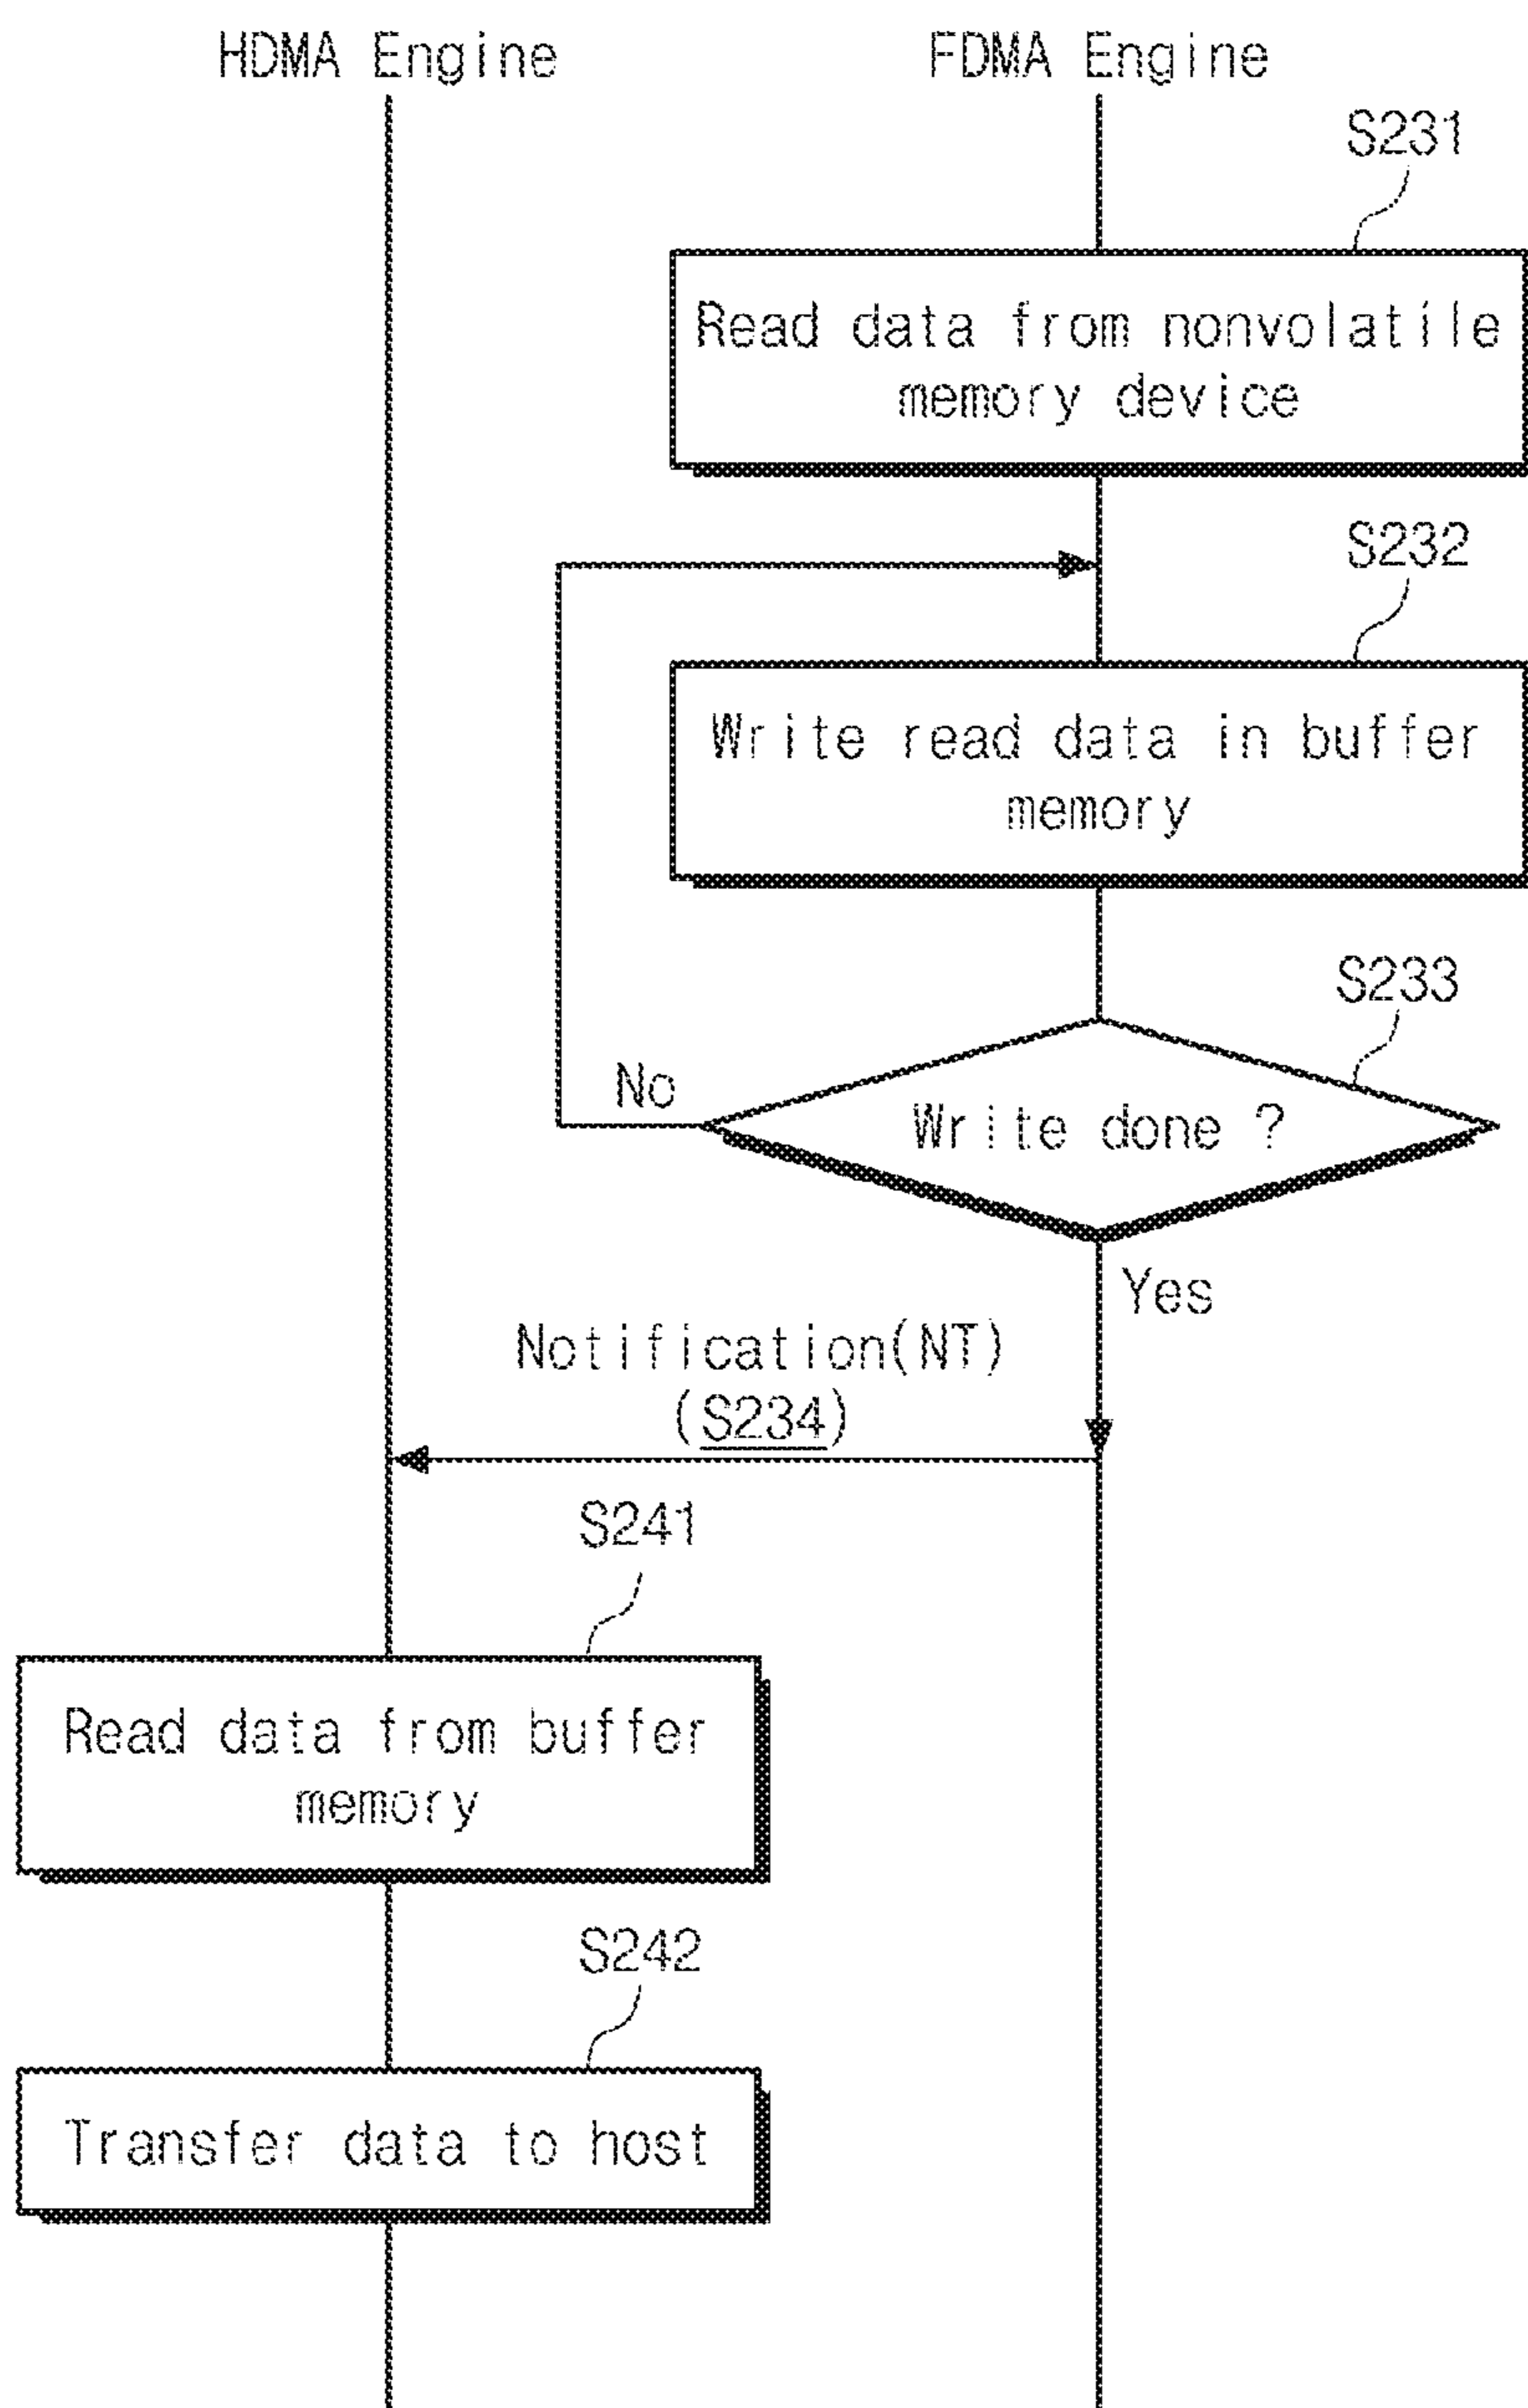 HDMA Engine
FDMA Engine
S231
Read data from nonvolatile
memory device
S232
Write read data in buffer
memory
S233
No
Write done ?
Yes
Notification(NT)
(S234)
S241
Read data from buffer
memory
S242
Transfer data to host